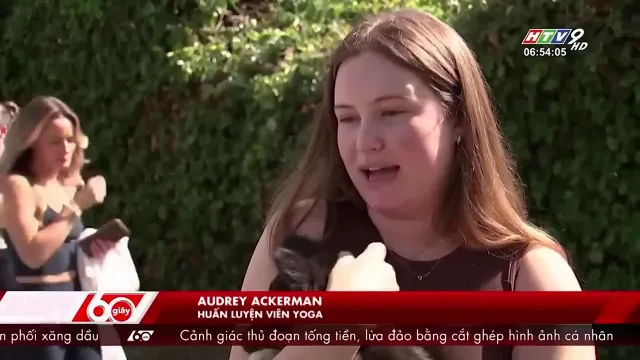 HTV9 HD
06:54:05
AUDREY ACKERMAN
HUẤN LUYỆN VIÊN YOGA
60 giây
n phối xăng dầu 60 giây Cảnh giác thủ đoạn tống tiền, lừa đảo bằng cắt ghép hình ảnh cá nhân